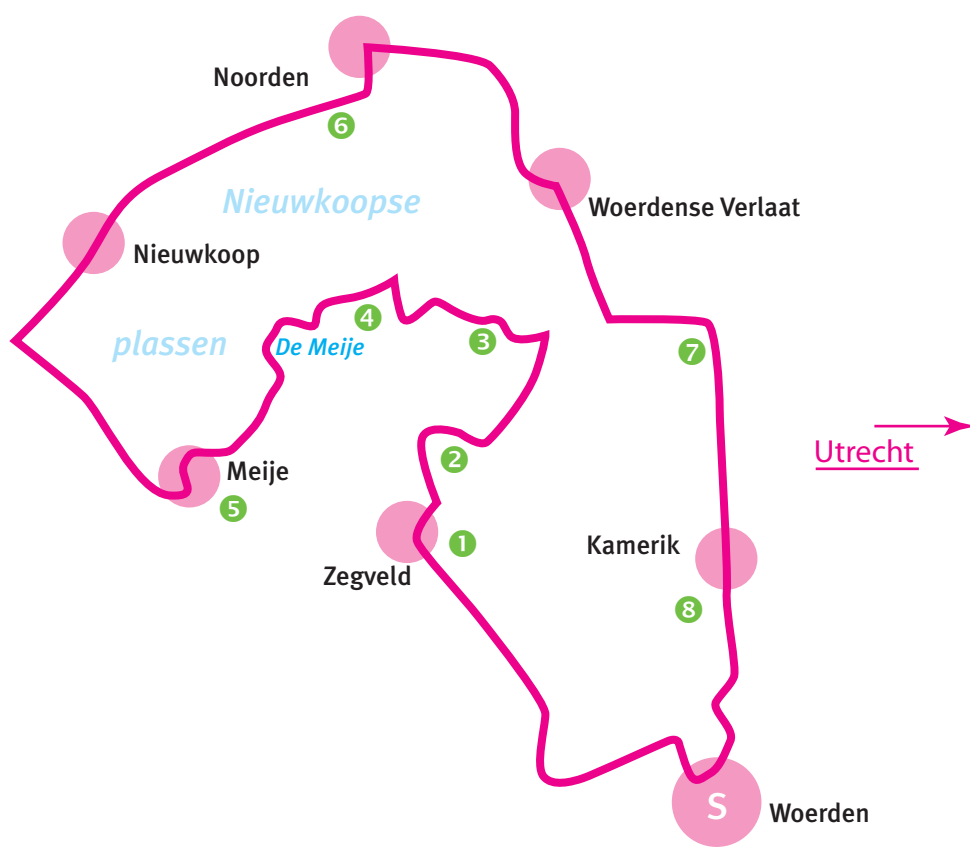 Noorden
6
Nieuwkoopse
Woerdense Verlaat
Nieuwkoop
4
plassen
De Meije
3
7
Utrecht
2
Meije
5
1
Kamerik
Zegveld
8
S
Woerden